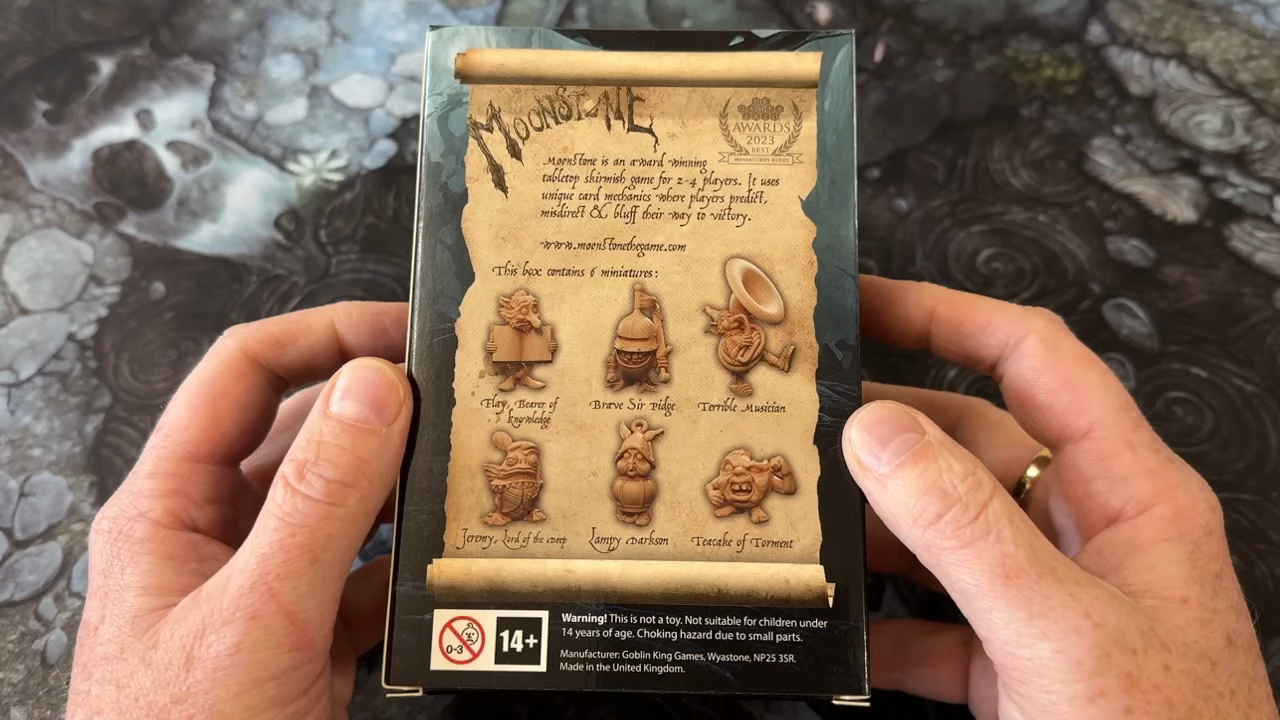 Moonstone
AWARDS
2023
BEST
MINIATURES RULES
Moonstone is an award winning
tabletop skirmish game for 2-4 players. It uses
unique card mechanics where players predict,
misdirect & bluff their way to victory.
www.moonstonethegame.com
This box contains 6 miniatures:
Flay, Bearer of
knowledge
Brave Sir Pidge
Terrible Musician
Jeremy, Lord of the Deep
Lampy Darkson
Teacake of Torment
0-3
14+
Warning! This is not a toy. Not suitable for children under
14 years of age. Choking hazard due to small parts.
Manufacturer: Goblin King Games, Wyastone, NP25 3SR.
Made in the United Kingdom.